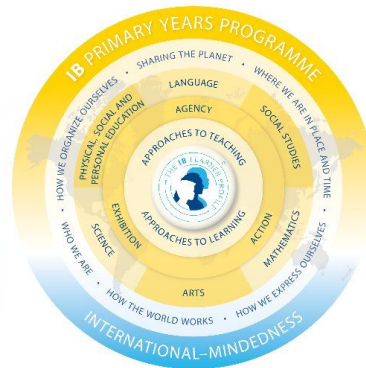 IB PRIMARY YEARS PROGRAMME
SHARING THE PLANET
WHERE WE ARE IN PLACE AND TIME
HOW WE EXPRESS OURSELVES
HOW THE WORLD WORKS
WHO WE ARE
HOW WE ORGANIZE OURSELVES
LANGUAGE
SOCIAL STUDIES
MATHEMATICS
ARTS
SCIENCE
PHYSICAL, SOCIAL AND
PERSONAL EDUCATION
AGENCY
ACTION
EXHIBITION
APPROACHES TO TEACHING
APPROACHES TO LEARNING
THE IB LEARNER PROFILE
INTERNATIONAL–MINDEDNESS